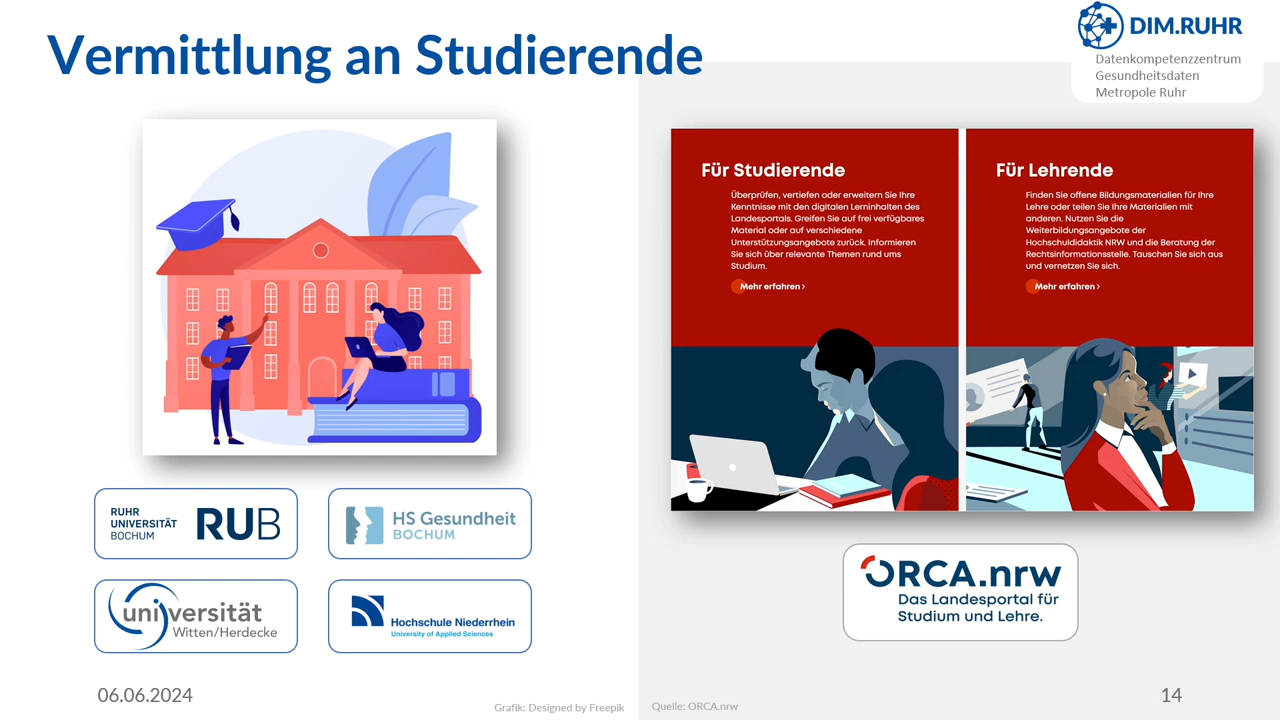 Vermittlung an Studierende
DIM.RUHR
Datenkompetenzzentrum
Gesundheitsdaten
Metropole Ruhr
Für Studierende
Überprüfen, vertiefen oder erweitern Sie Ihre
Kenntnisse mit den digitalen Lerninhalten des
Landesportals. Greifen Sie auf frei verfügbares
Material oder auf verschiedene
Unterstützungsangebote zurück. Informieren
Sie sich über relevante Themen rund ums
Studium.
Mehr erfahren ›
Für Lehrende
Finden Sie offene Bildungsmaterialien für Ihre
Lehre oder teilen Sie Ihre Materialien mit
anderen. Nutzen Sie die
Weiterbildungsangebote der
Hochschuldidaktik NRW und die Beratung der
Rechtsinformationsstelle. Tauschen Sie sich aus
und vernetzen Sie sich.
Mehr erfahren ›
RUHR
UNIVERSITÄT
BOCHUM
RUB
HS Gesundheit
BOCHUM
universität
Witten/Herdecke
Hochschule Niederrhein
University of Applied Sciences
ORCA.nrw
Das Landesportal für
Studium und Lehre.
06.06.2024
Grafik: Designed by Freepik
Quelle: ORCA.nrw
14